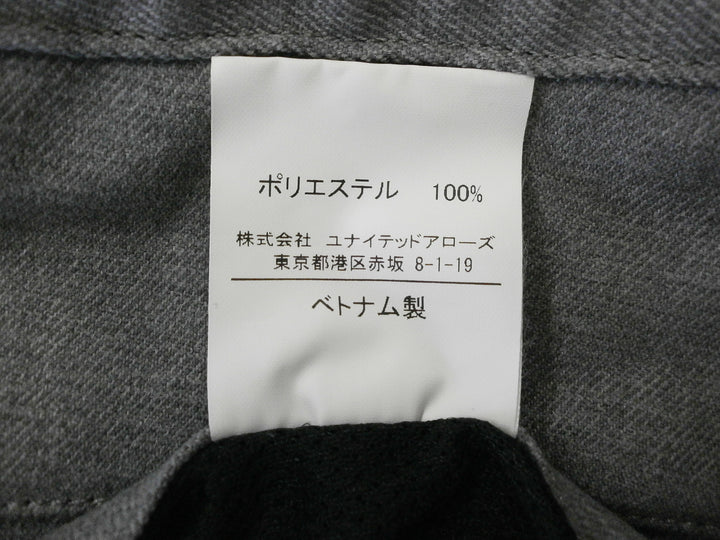 ポリエステル 100%
株式会社 ユナイテッドアローズ
東京都港区赤坂 8-1-19
ベトナム製